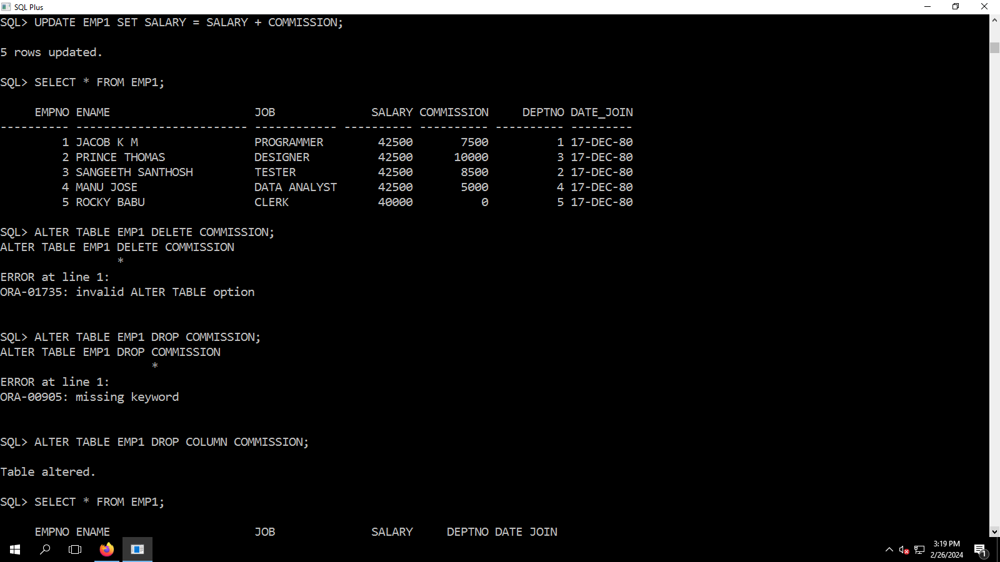 SQL Plus
SQL> UPDATE EMP1 SET SALARY = SALARY + COMMISSION;
5 rows updated.
SQL> SELECT * FROM EMP1;
EMPNO ENAME JOB SALARY COMMISSION DEPTNO DATE_JOIN
---------- ------------------------- ------------ ---------- ---------- ---------- ---------
1 JACOB K M PROGRAMMER 42500 7500 1 17-DEC-80
2 PRINCE THOMAS DESIGNER 42500 10000 3 17-DEC-80
3 SANGEETH SANTHOSH TESTER 42500 8500 2 17-DEC-80
4 MANU JOSE DATA ANALYST 42500 5000 4 17-DEC-80
5 ROCKY BABU CLERK 40000 0 5 17-DEC-80
SQL> ALTER TABLE EMP1 DELETE COMMISSION;
ALTER TABLE EMP1 DELETE COMMISSION
*
ERROR at line 1:
ORA-01735: invalid ALTER TABLE option
SQL> ALTER TABLE EMP1 DROP COMMISSION;
ALTER TABLE EMP1 DROP COMMISSION
*
ERROR at line 1:
ORA-00905: missing keyword
SQL> ALTER TABLE EMP1 DROP COLUMN COMMISSION;
Table altered.
SQL> SELECT * FROM EMP1;
EMPNO ENAME JOB SALARY DEPTNO DATE JOIN
3:19 PM
2/26/2024
1